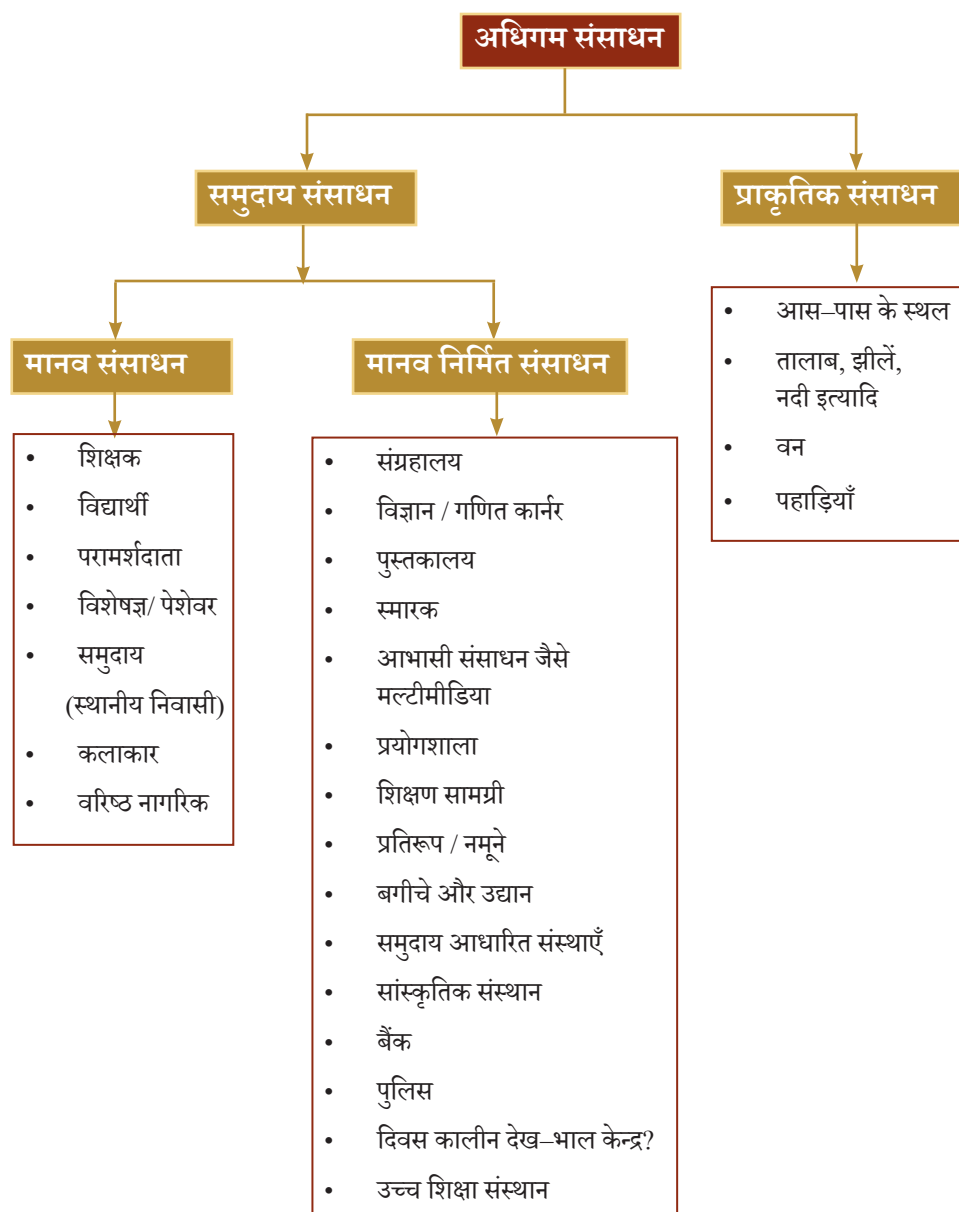 अधिगम संसाधन
समुदाय संसाधन
प्राकृतिक संसाधन
मानव संसाधन
मानव निर्मित संसाधन
• शिक्षक
• विद्यार्थी
• परामर्शदाता
• विशेषज्ञ/ पेशेवर
• समुदाय
(स्थानीय निवासी)
• कलाकार
• वरिष्ठ नागरिक
• संग्रहालय
• विज्ञान / गणित कार्नर
• पुस्तकालय
• स्मारक
• आभासी संसाधन जैसे
मल्टीमीडिया
• प्रयोगशाला
• शिक्षण सामग्री
• प्रतिरूप / नमूने
• बगीचे और उद्यान
• समुदाय आधारित संस्थाएँ
• सांस्कृतिक संस्थान
• बैंक
• पुलिस
• दिवस कालीन देख–भाल केन्द्र?
• उच्च शिक्षा संस्थान
• आस–पास के स्थल
• तालाब, झीलें,
नदी इत्यादि
• वन
• पहाड़ियाँ